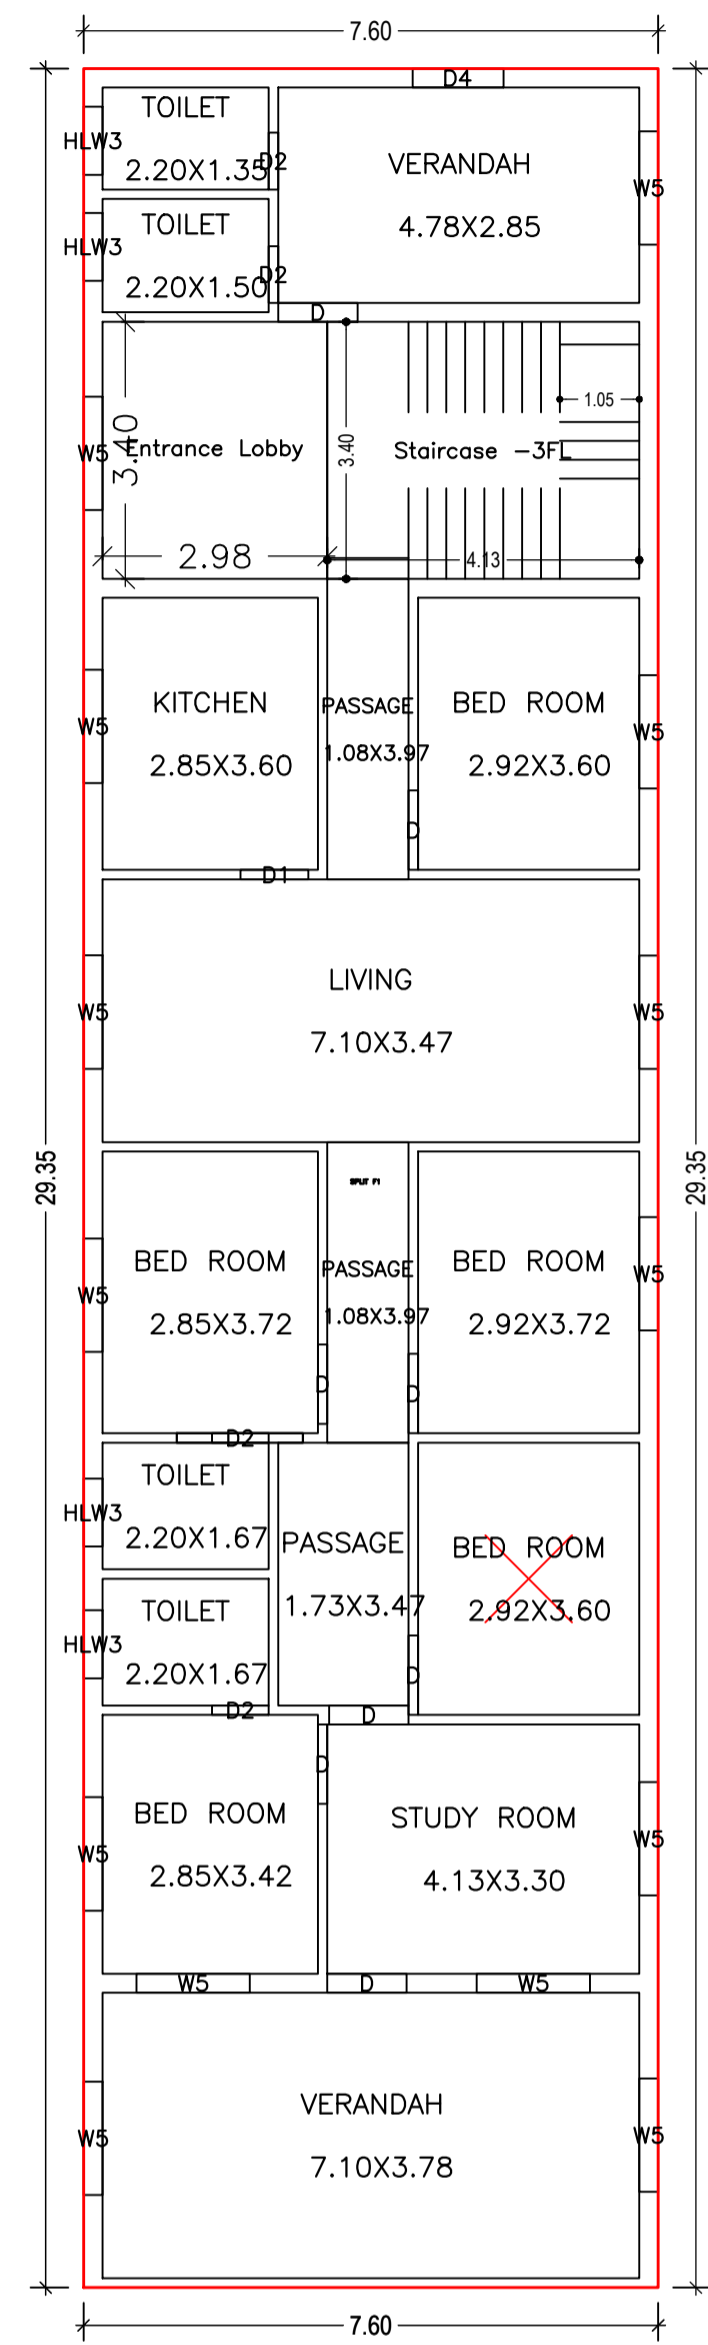 7.60
D4
TOILET
2.20X1.35
HLW3
D2
VERANDAH
4.78X2.85
W5
TOILET
2.20X1.50
HLW3
D2
D
3.40
Entrance Lobby
W5
2.98
3.40
Staircase -3FL
1.05
4.13
KITCHEN
2.85X3.60
W5
PASSAGE
1.08X3.97
BED ROOM
2.92X3.60
W5
D
D1
LIVING
7.10X3.47
W5
W5
29.35
29.35
SPLIT F1
BED ROOM
2.85X3.72
W5
PASSAGE
1.08X3.97
BED ROOM
2.92X3.72
W5
D
D
D2
TOILET
2.20X1.67
HLW3
PASSAGE
1.73X3.47
BED ROOM
2.92X3.60
TOILET
2.20X1.67
HLW3
D
D2
D
D
BED ROOM
2.85X3.42
W5
STUDY ROOM
4.13X3.30
W5
W5
D
W5
VERANDAH
7.10X3.78
W5
W5
7.60